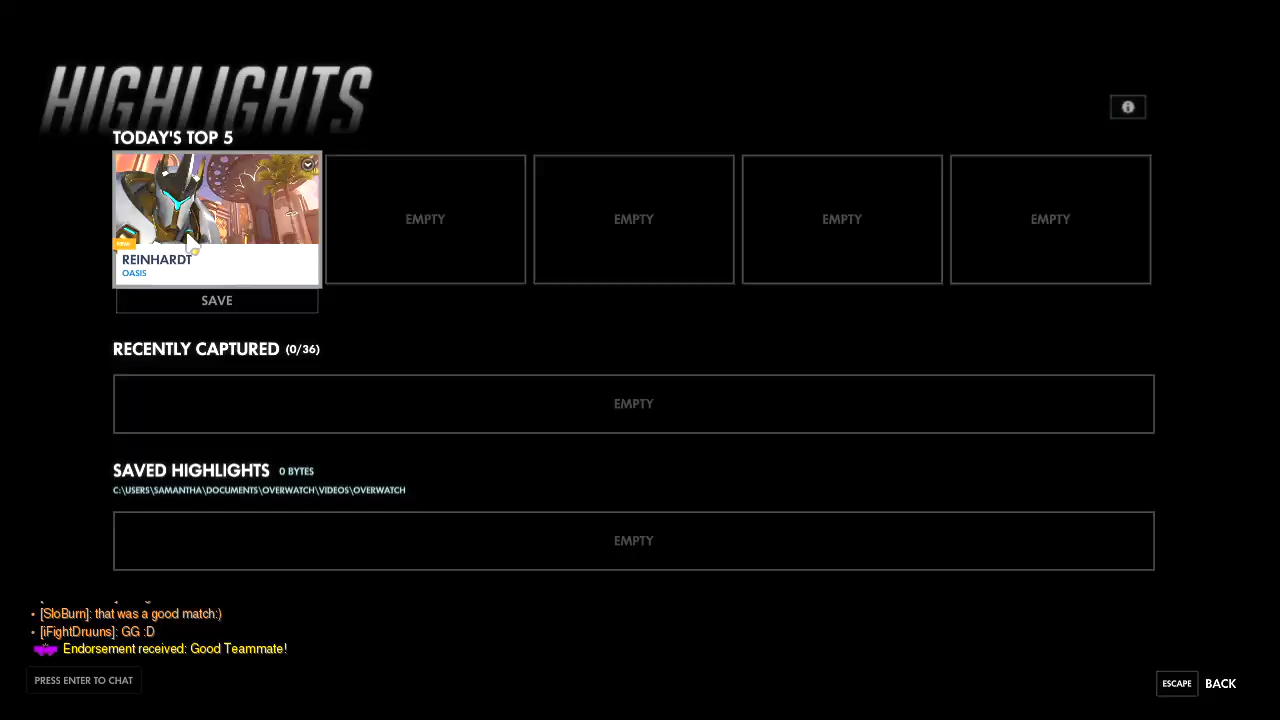 HIGHLIGHTS
TODAY'S TOP 5
NEW!
REINHARDT
OASIS
EMPTY
EMPTY
EMPTY
EMPTY
SAVE
RECENTLY CAPTURED (0/36)
EMPTY
SAVED HIGHLIGHTS 0 BYTES
C:\USERS\SAMANTHA\DOCUMENTS\OVERWATCH\VIDEOS\OVERWATCH
EMPTY
[SloBurn]: that was a good match:)
[iFightDruuns]: GG :D
Endorsement received: Good Teammate!
PRESS ENTER TO CHAT
ESCAPE BACK